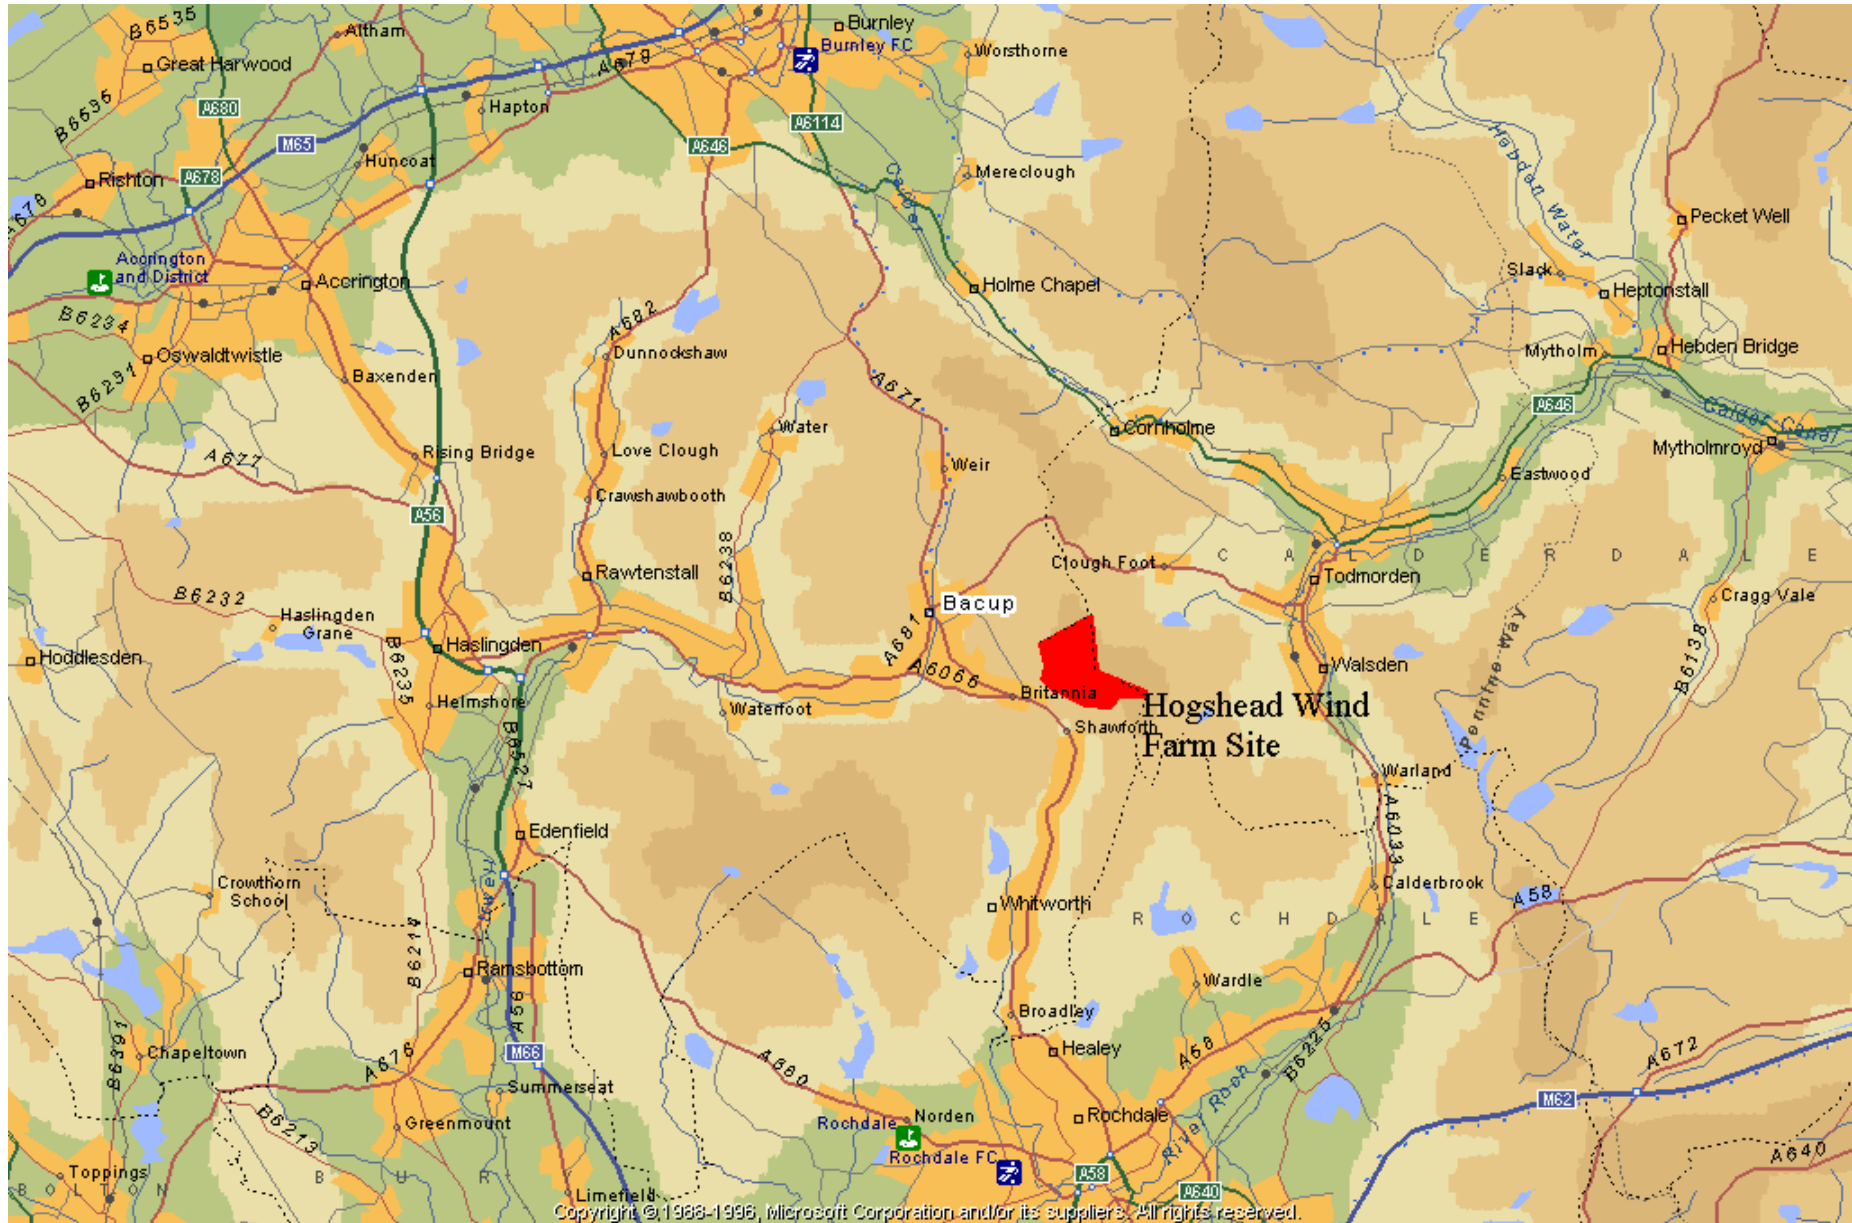 B6535
Altham
Burnley
Burnley FC
Worsthorne
Great Harwood
A679
A680
Hapton
B6536
A6114
M65
A646
Hebden Water
Huncoat
Mereclough
Rishton
A678
A678
Calder
Pecket Well
Accrington
and District
Slack
Accrington
Holme Chapel
Heptonstall
B6234
A682
Oswaldtwistle
Dunnockshaw
Mytholm
Hebden Bridge
B6231
Baxenden
A671
A646
Calder Canal
Water
Cornholme
Mytholmroyd
A677
Rising Bridge
Love Clough
Weir
Eastwood
Crawshawbooth
A56
B6238
C A L D E R D A L E
Clough Foot
Rawtenstall
Todmorden
B6232
Bacup
Cragg Vale
Haslingden
Grane
A681
Pennine Way
B6138
Haslingden
B6235
Hoddlesden
A6066
Walsden
Helmshore
Britannia
Hogshead Wind
Farm Site
Waterfoot
Shawforth
B6527
Warland
A6033
Edenfield
Crowthorn
School
Irwell
Calderbrook
A58
Whitworth
R O C H D A L E
B6214
Ramsbottom
Wardle
A56
Broadley
B6391
Chapeltown
A676
M66
A660
Healey
A58
B6225
A672
Summerseat
M62
B6213
Greenmount
Rochdale
Norden
Rochdale
River Roch
Rochdale FC
A640
Toppings
B U R
A58
B O L T O N
Limefield
A640
Copyright © 1988-1996, Microsoft Corporation and/or its suppliers. All rights reserved.